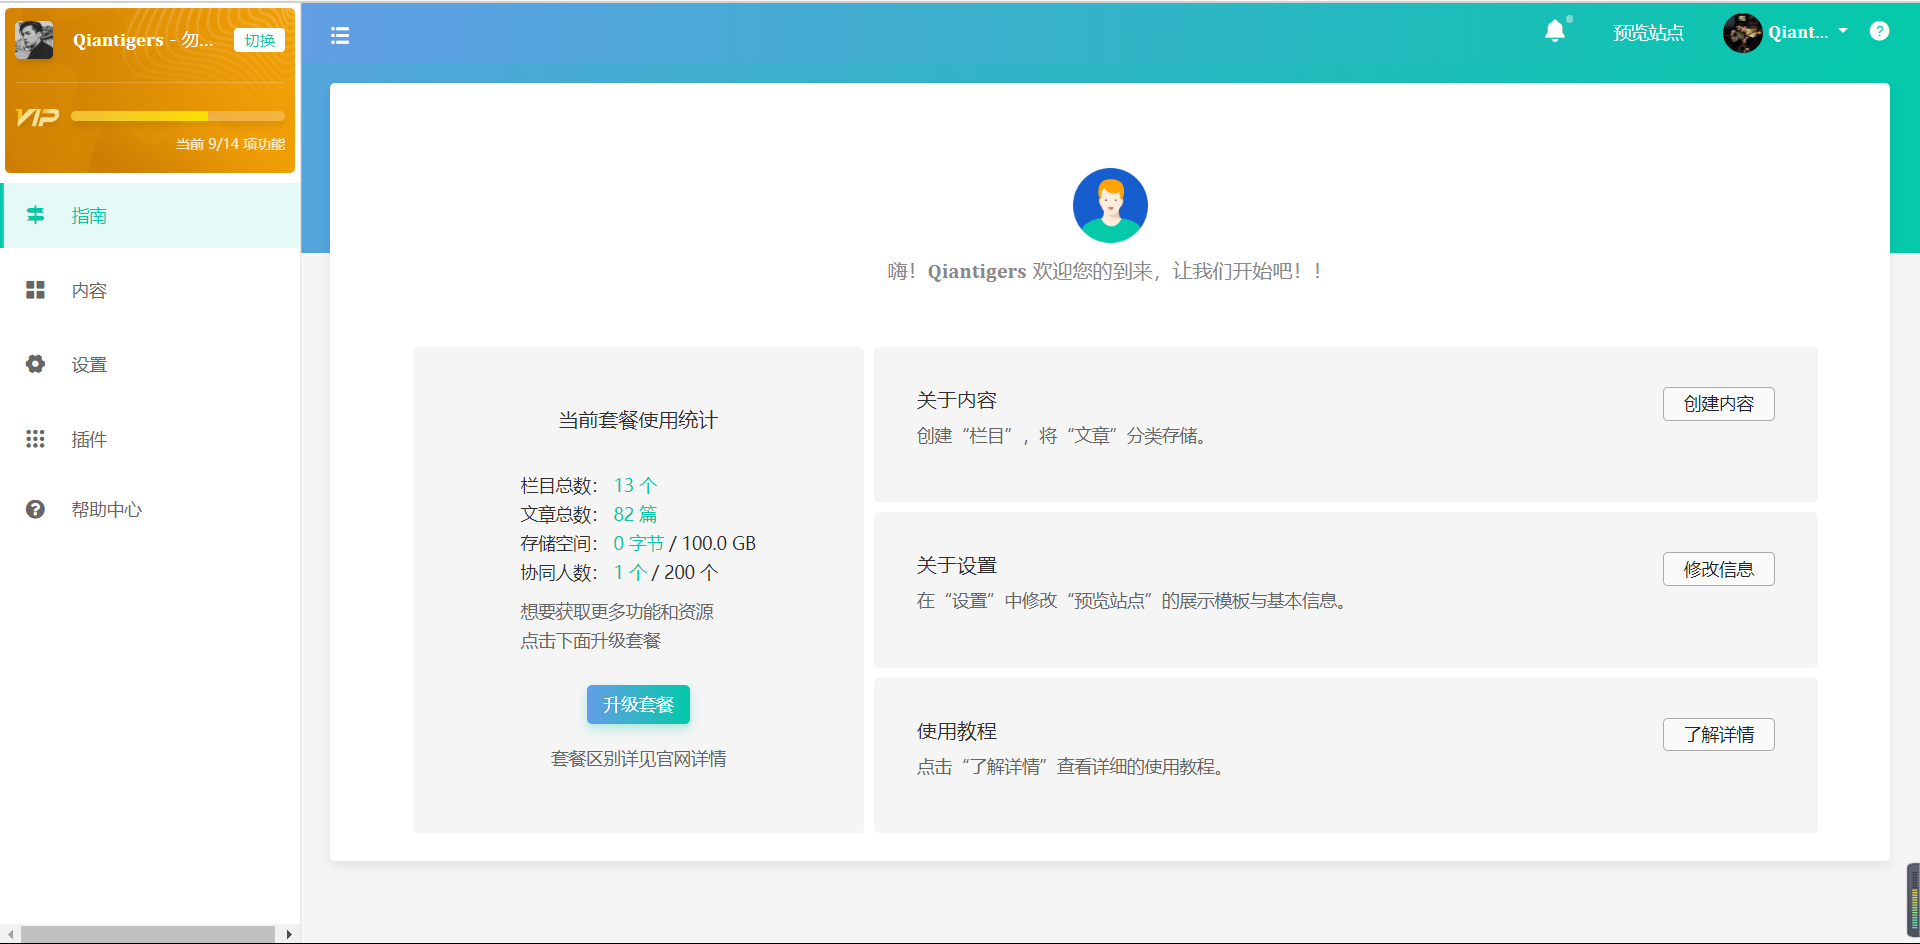 Qiantigers - 勿...
切换
VIP
当前 9/14 项功能
指南
内容
设置
插件
帮助中心
预览站点
Qiant...
嗨！Qiantigers 欢迎您的到来，让我们开始吧！！
当前套餐使用统计
栏目总数： 13 个
文章总数： 82 篇
存储空间： 0 字节 / 100.0 GB
协同人数： 1 个 / 200 个
想要获取更多功能和资源
点击下面升级套餐
升级套餐
套餐区别详见官网详情
关于内容
创建“栏目”，将“文章”分类存储。
创建内容
关于设置
在“设置”中修改“预览站点”的展示模板与基本信息。
修改信息
使用教程
点击“了解详情”查看详细的使用教程。
了解详情